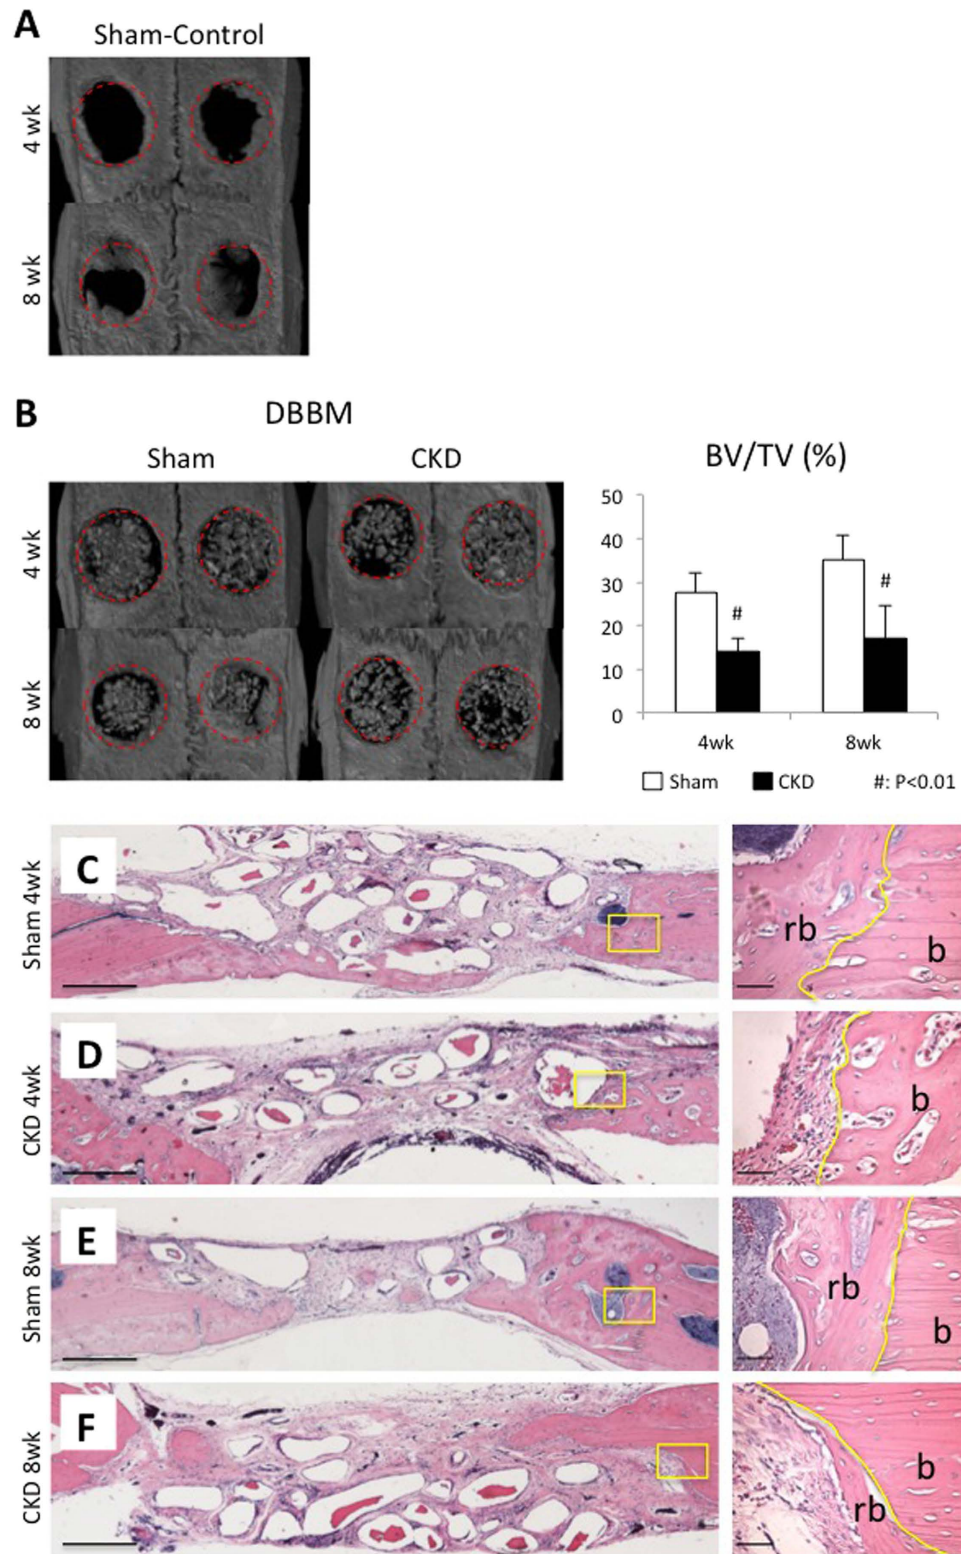 A
Sham-Control
4 wk
8 wk
B
DBBM
Sham
CKD
4 wk
8 wk
BV/TV (%)
50
40
30
20
10
0
#
#
4wk
8wk
Sham
CKD
#: P<0.01
Sham 4wk
C
rb
b
CKD 4wk
D
b
Sham 8wk
E
rb
b
CKD 8wk
F
b
rb